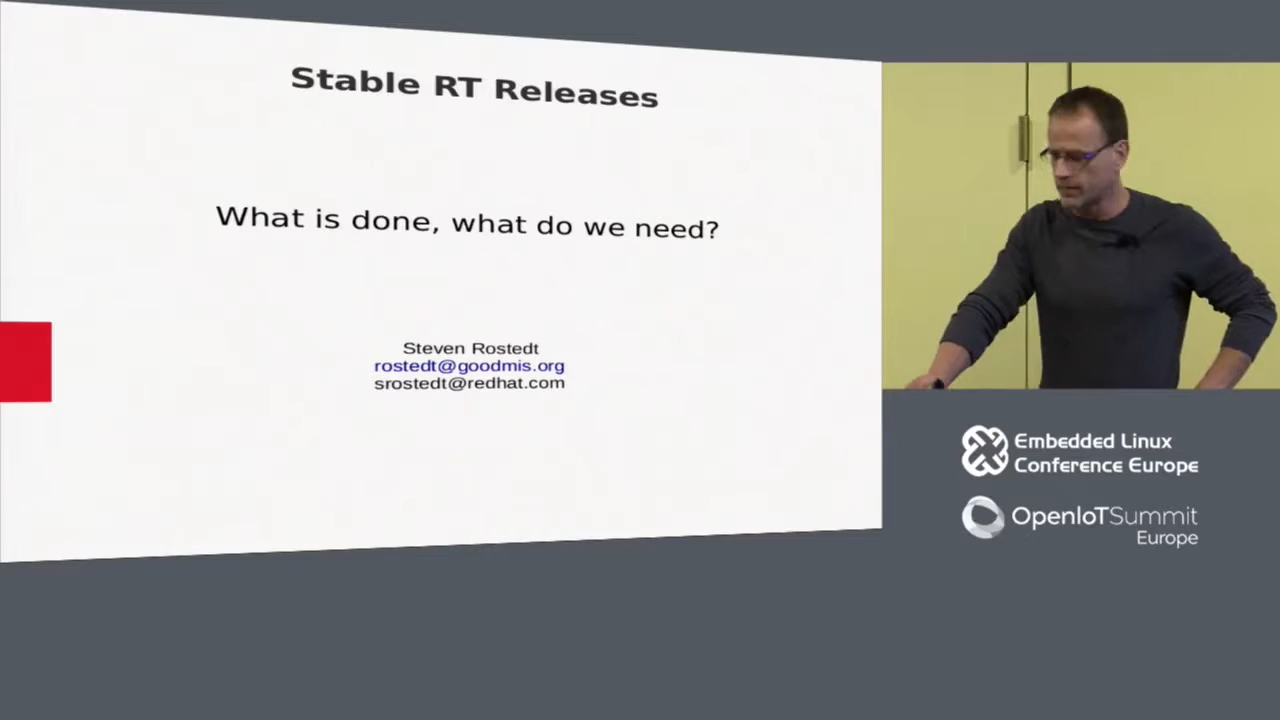 Stable RT Releases
What is done, what do we need?
Steven Rostedt
rostedt@goodmis.org
srostedt@redhat.com
Embedded Linux
Conference Europe
OpenIoTSummit
Europe